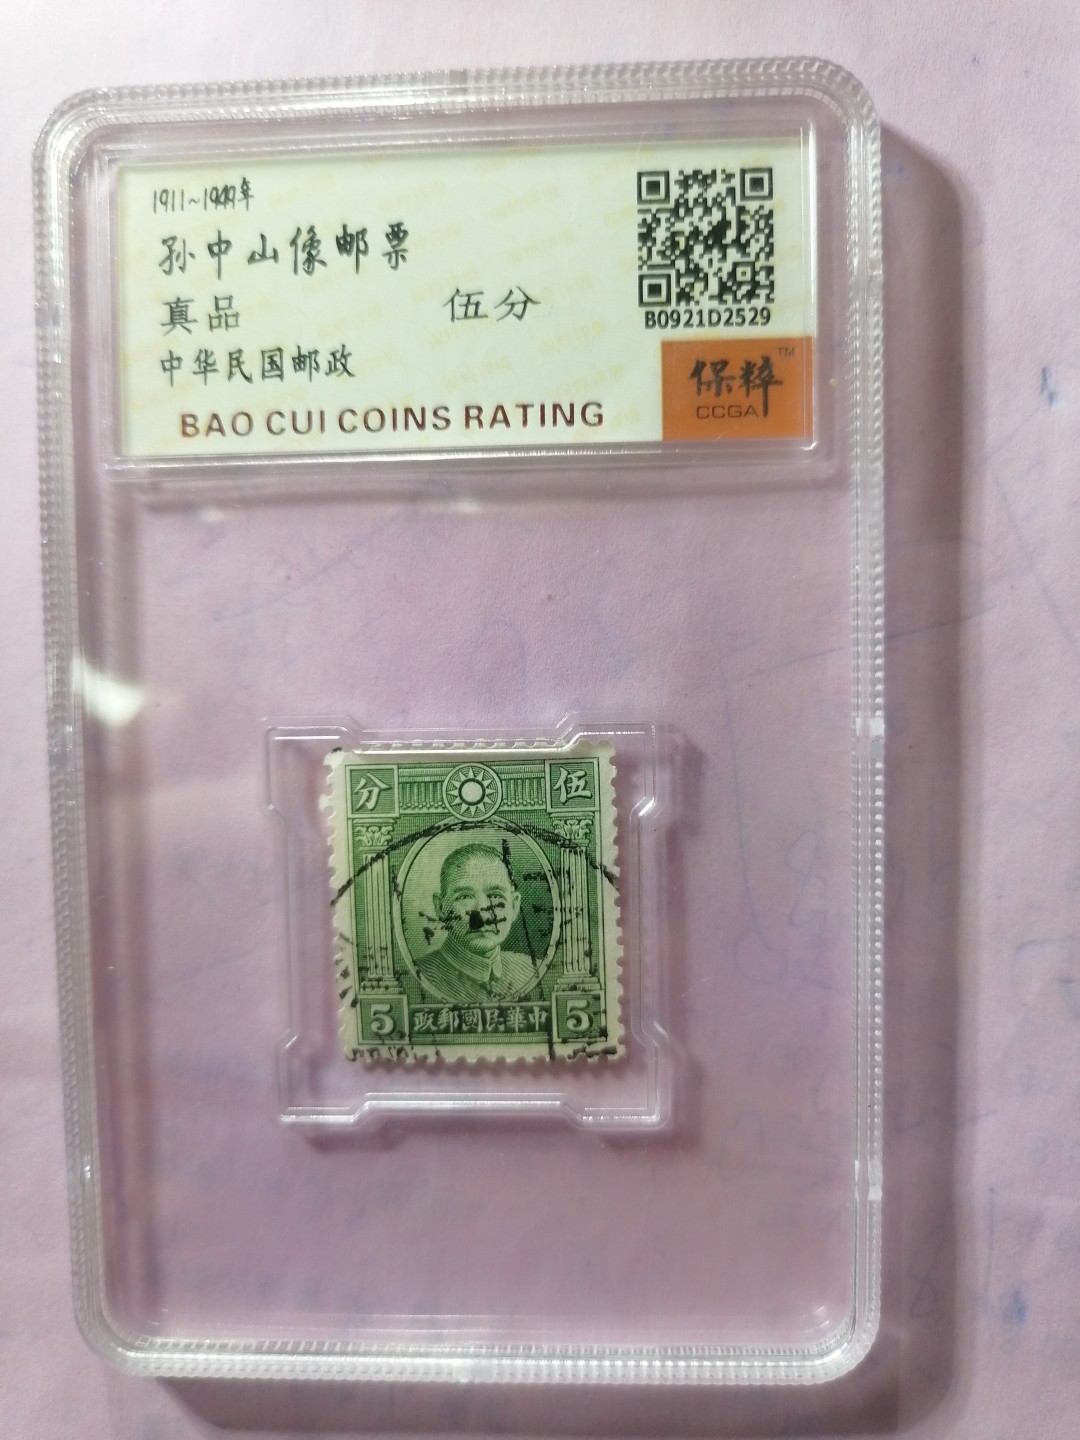 1911~1949年
孙中山像邮票
真品 伍分
中华民国邮政
BAO CUI COINS RATING
B0921D2529
保粹 TM
CCGA
分 伍
5 政郵國民華中 5